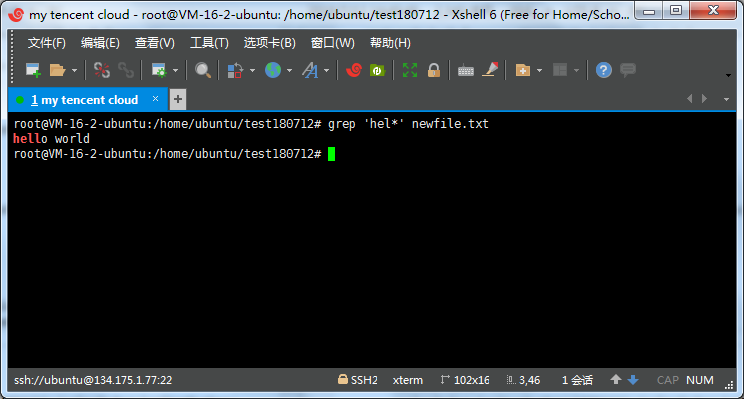 my tencent cloud - root@VM-16-2-ubuntu: /home/ubuntu/test180712 - Xshell 6 (Free for Home/Scho...
文件(F) 编辑(E) 查看(V) 工具(T) 选项卡(B) 窗口(W) 帮助(H)
1 my tencent cloud × +
root@VM-16-2-ubuntu:/home/ubuntu/test180712# grep 'hel*' newfile.txt
hello world
root@VM-16-2-ubuntu:/home/ubuntu/test180712#
ssh://ubuntu@134.175.1.77:22 SSH2 xterm 102x16 3,46 1 会话 CAP NUM